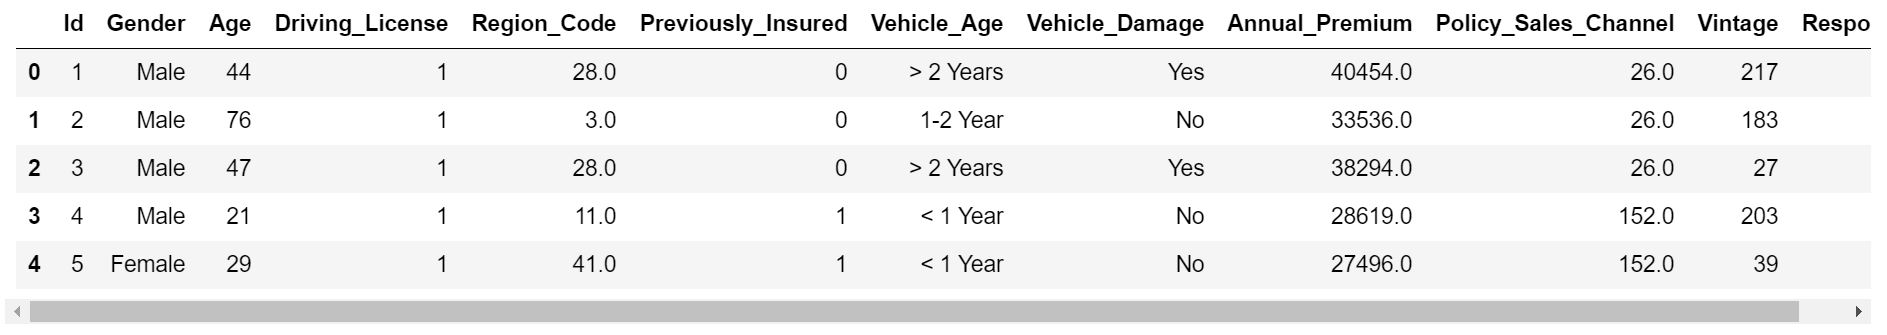 Id Gender Age Driving_License Region_Code Previously_Insured Vehicle_Age Vehicle_Damage Annual_Premium Policy_Sales_Channel Vintage Respo
0 1 Male 44 1 28.0 0 > 2 Years Yes 40454.0 26.0 217
1 2 Male 76 1 3.0 0 1-2 Year No 33536.0 26.0 183
2 3 Male 47 1 28.0 0 > 2 Years Yes 38294.0 26.0 27
3 4 Male 21 1 11.0 1 < 1 Year No 28619.0 152.0 203
4 5 Female 29 1 41.0 1 < 1 Year No 27496.0 152.0 39